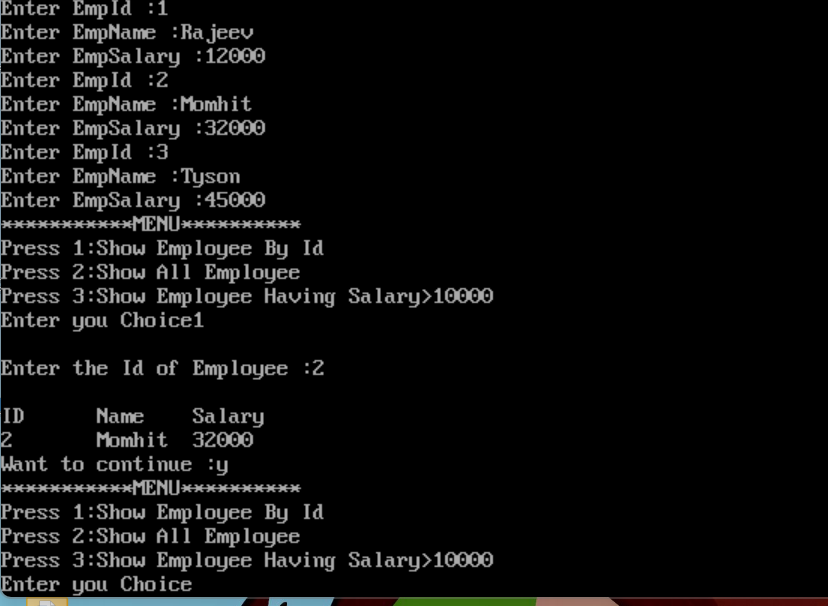 Enter EmpId :1
Enter EmpName :Rajeev
Enter EmpSalary :12000
Enter EmpId :2
Enter EmpName :Momhit
Enter EmpSalary :32000
Enter EmpId :3
Enter EmpName :Tyson
Enter EmpSalary :45000
***********MENU**********
Press 1:Show Employee By Id
Press 2:Show All Employee
Press 3:Show Employee Having Salary>10000
Enter you Choice1
Enter the Id of Employee :2
ID Name Salary
2 Momhit 32000
Want to continue :y
***********MENU**********
Press 1:Show Employee By Id
Press 2:Show All Employee
Press 3:Show Employee Having Salary>10000
Enter you Choice